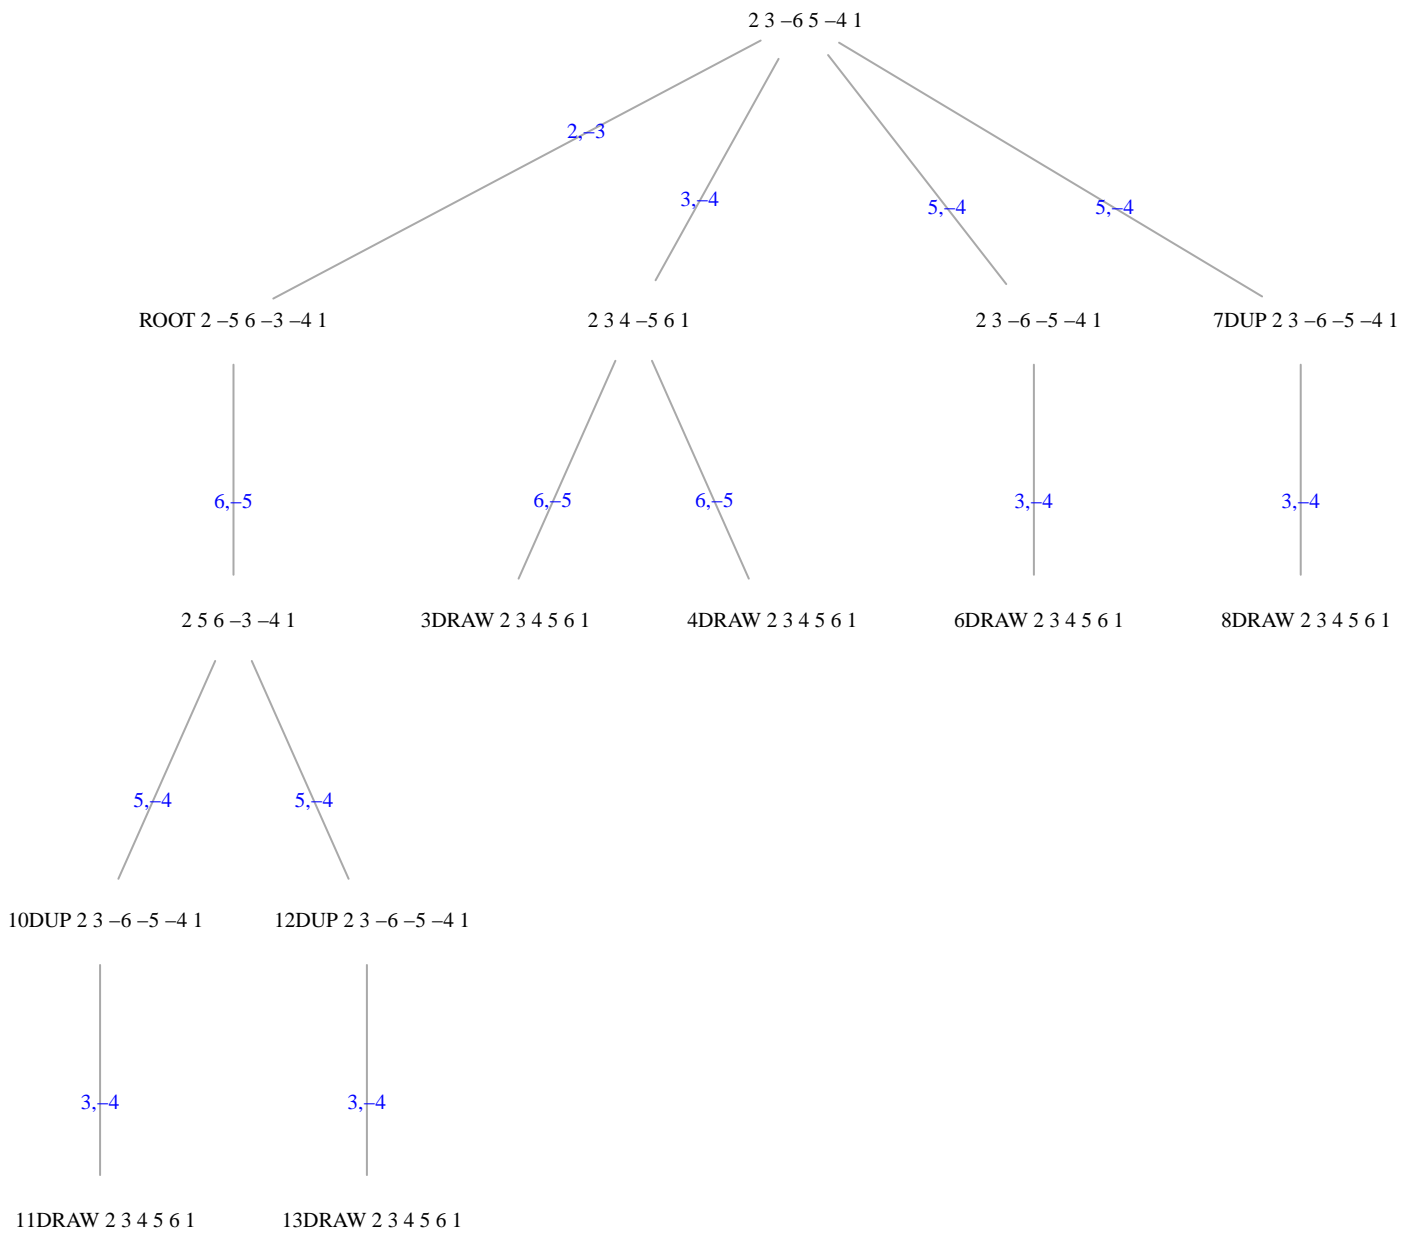 2 3 −6 5 −4 1
2,−3
3,−4
5,−4
5,−4
ROOT 2 −5 6 −3 −4 1
2 3 4 −5 6 1
2 3 −6 −5 −4 1
7DUP 2 3 −6 −5 −4 1
6,−5
6,−5
6,−5
3,−4
3,−4
2 5 6 −3 −4 1
3DRAW 2 3 4 5 6 1
4DRAW 2 3 4 5 6 1
6DRAW 2 3 4 5 6 1
8DRAW 2 3 4 5 6 1
5,−4
5,−4
10DUP 2 3 −6 −5 −4 1
12DUP 2 3 −6 −5 −4 1
3,−4
3,−4
11DRAW 2 3 4 5 6 1
13DRAW 2 3 4 5 6 1